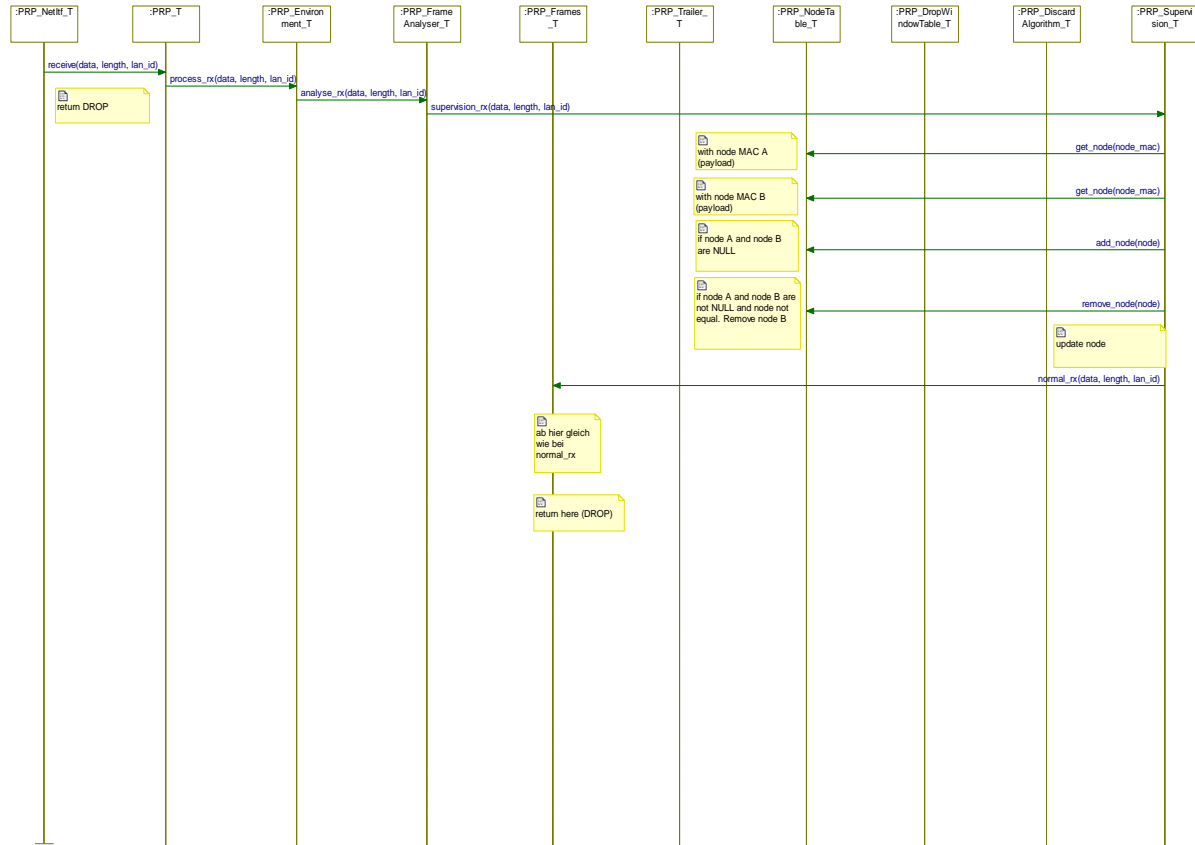 :PRP_NetItf_T
:PRP_T
:PRP_Environ
ment_T
:PRP_Frame
Analyser_T
:PRP_Frames
_T
:PRP_Trailer_
T
:PRP_NodeTa
ble_T
:PRP_DropWi
ndowTable_T
:PRP_Discard
Algorithm_T
:PRP_Supervi
sion_T
receive(data, length, lan_id)
process_rx(data, length, lan_id)
return DROP
analyse_rx(data, length, lan_id)
supervision_rx(data, length, lan_id)
with node MAC A
(payload)
get_node(node_mac)
with node MAC B
(payload)
get_node(node_mac)
if node A and node B
are NULL
add_node(node)
if node A and node B are
not NULL and node not
equal. Remove node B
remove_node(node)
update node
normal_rx(data, length, lan_id)
ab hier gleich
wie bei
normal_rx
return here (DROP)